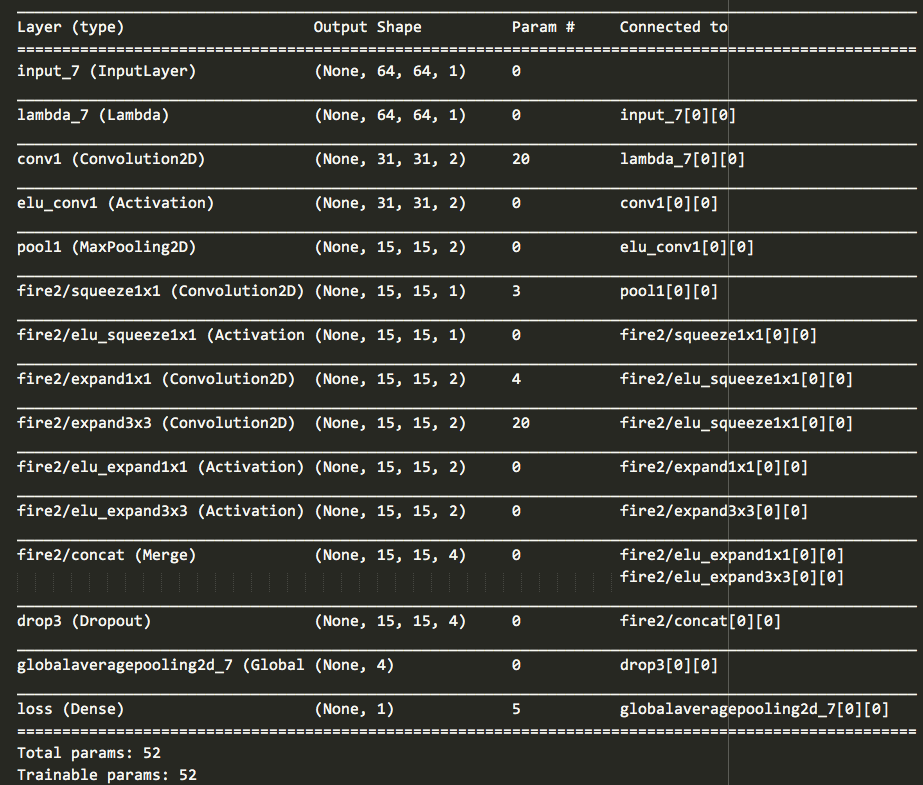 Layer (type) Output Shape Param # Connected to
====================================================================================================
input_7 (InputLayer) (None, 64, 64, 1) 0
lambda_7 (Lambda) (None, 64, 64, 1) 0 input_7[0][0]
conv1 (Convolution2D) (None, 31, 31, 2) 20 lambda_7[0][0]
elu_conv1 (Activation) (None, 31, 31, 2) 0 conv1[0][0]
pool1 (MaxPooling2D) (None, 15, 15, 2) 0 elu_conv1[0][0]
fire2/squeeze1x1 (Convolution2D) (None, 15, 15, 1) 3 pool1[0][0]
fire2/elu_squeeze1x1 (Activation (None, 15, 15, 1) 0 fire2/squeeze1x1[0][0]
fire2/expand1x1 (Convolution2D) (None, 15, 15, 2) 4 fire2/elu_squeeze1x1[0][0]
fire2/expand3x3 (Convolution2D) (None, 15, 15, 2) 20 fire2/elu_squeeze1x1[0][0]
fire2/elu_expand1x1 (Activation) (None, 15, 15, 2) 0 fire2/expand1x1[0][0]
fire2/elu_expand3x3 (Activation) (None, 15, 15, 2) 0 fire2/expand3x3[0][0]
fire2/concat (Merge) (None, 15, 15, 4) 0 fire2/elu_expand1x1[0][0]
fire2/elu_expand3x3[0][0]
drop3 (Dropout) (None, 15, 15, 4) 0 fire2/concat[0][0]
globalaveragepooling2d_7 (Global (None, 4) 0 drop3[0][0]
loss (Dense) (None, 1) 5 globalaveragepooling2d_7[0][0]
====================================================================================================
Total params: 52
Trainable params: 52